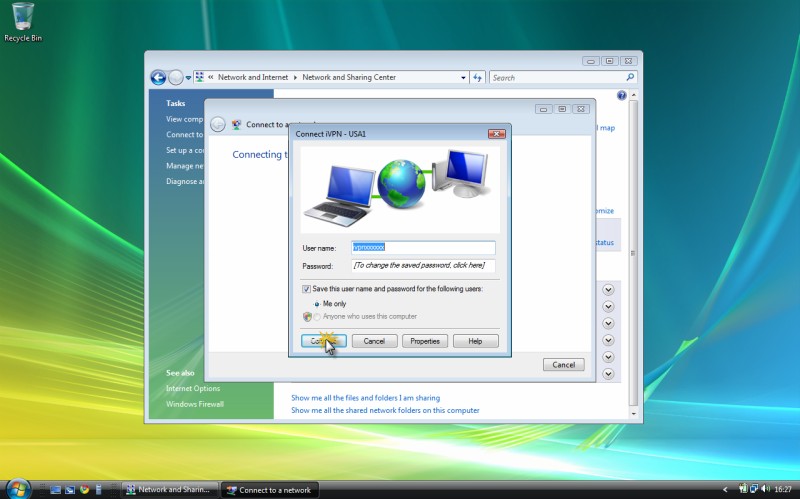 Recycle Bin
Network and Internet
Network and Sharing Center
Search
Tasks
View comp
Connect to
Set up a co
Manage ne
Diagnose a
l map
Connect to a
Connecting t
Connect iVPN - USA1
User name:
ivpnxxxxxx
Password:
[To change the saved password, click here]
Save this user name and password for the following users:
Me only
Anyone who uses this computer
Cancel
Properties
Help
omize
status
Cancel
See also
Internet Options
Windows Firewall
Show me all the files and folders I am sharing
Show me all the shared network folders on this computer
Network and Sharin...
Connect to a network
16:27